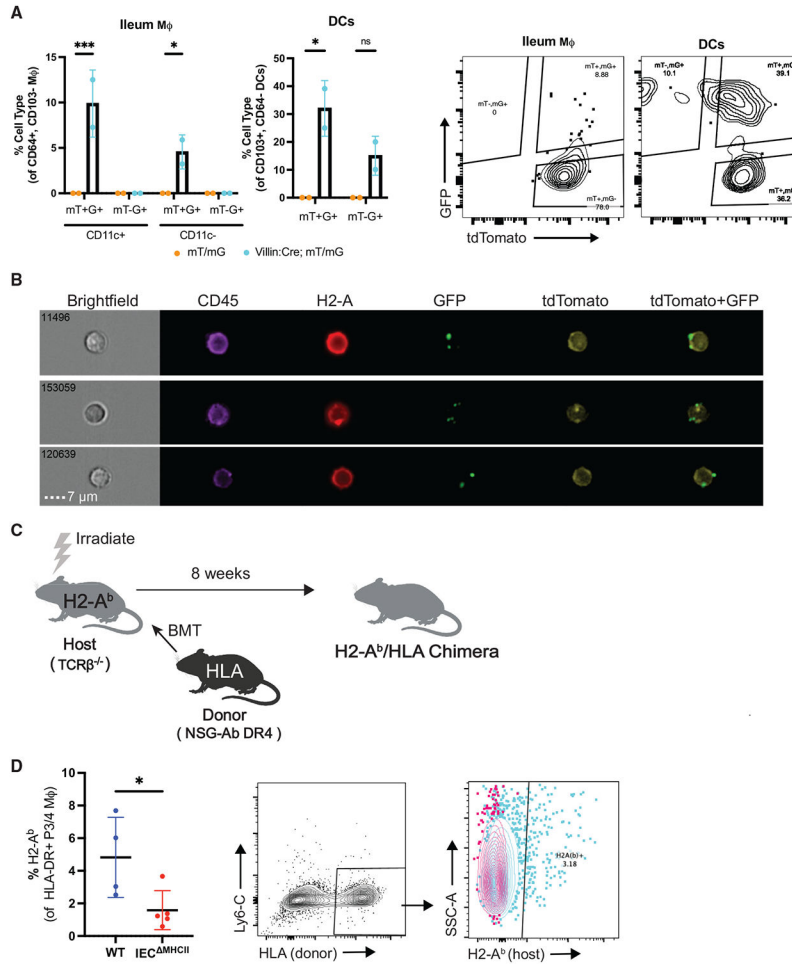 A
Ileum Mϕ
DCs
Ileum Mϕ
DCs
% Cell Type
(of CD64+, CD103- Mϕ)
15
10
5
0
***
*
mT+G+
mT-G+
mT+G+
mT-G+
CD11c+
CD11c-
% Cell Type
(of CD103+, CD64- DCs)
50
40
30
20
10
0
*
ns
mT+G+
mT-G+
mT/mG
Villin:Cre; mT/mG
GFP
tdTomato
mT+,mG+
8.88
mT-,mG+
0
mT+,mG-
78.0
mT-,mG+
10.1
39.1
36.2
B
Brightfield
CD45
H2-A
GFP
tdTomato
tdTomato+GFP
11496
153059
120639
7 μm
C
Irradiate
8 weeks
H2-Aᵇ
BMT
Host
( TCRβ⁻/⁻)
HLA
H2-Aᵇ/HLA Chimera
Donor
( NSG-Ab DR4)
D
% H2-Aᵇ
(of HLA-DR+ P3/4 Mϕ)
10
8
6
4
2
0
*
WT
IECᐃMHCII
Ly6-C
HLA (donor)
SSC-A
H2A(b)+
3.18
H2-Aᵇ (host)